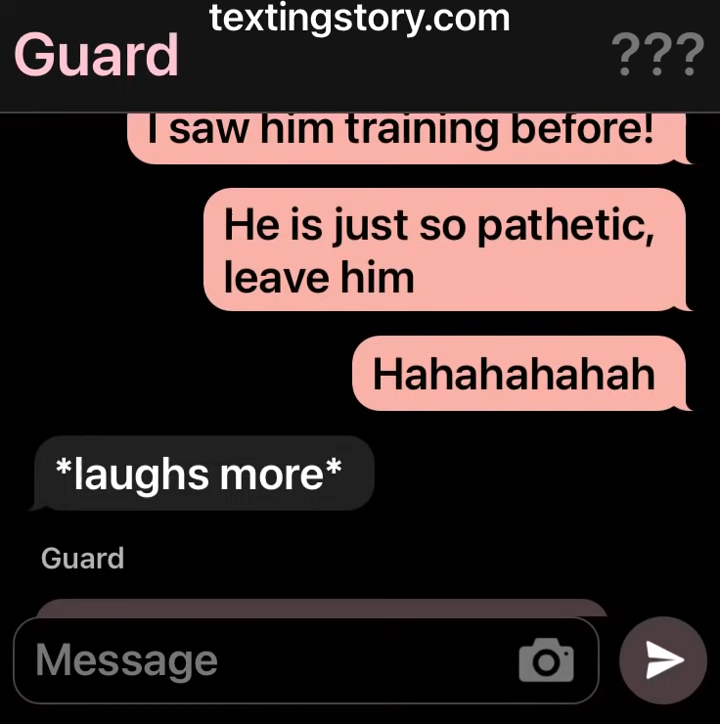 textingstory.com
Guard
???
I saw him training before!
He is just so pathetic,
leave him
Hahahahahah
*laughs more*
Guard
Message